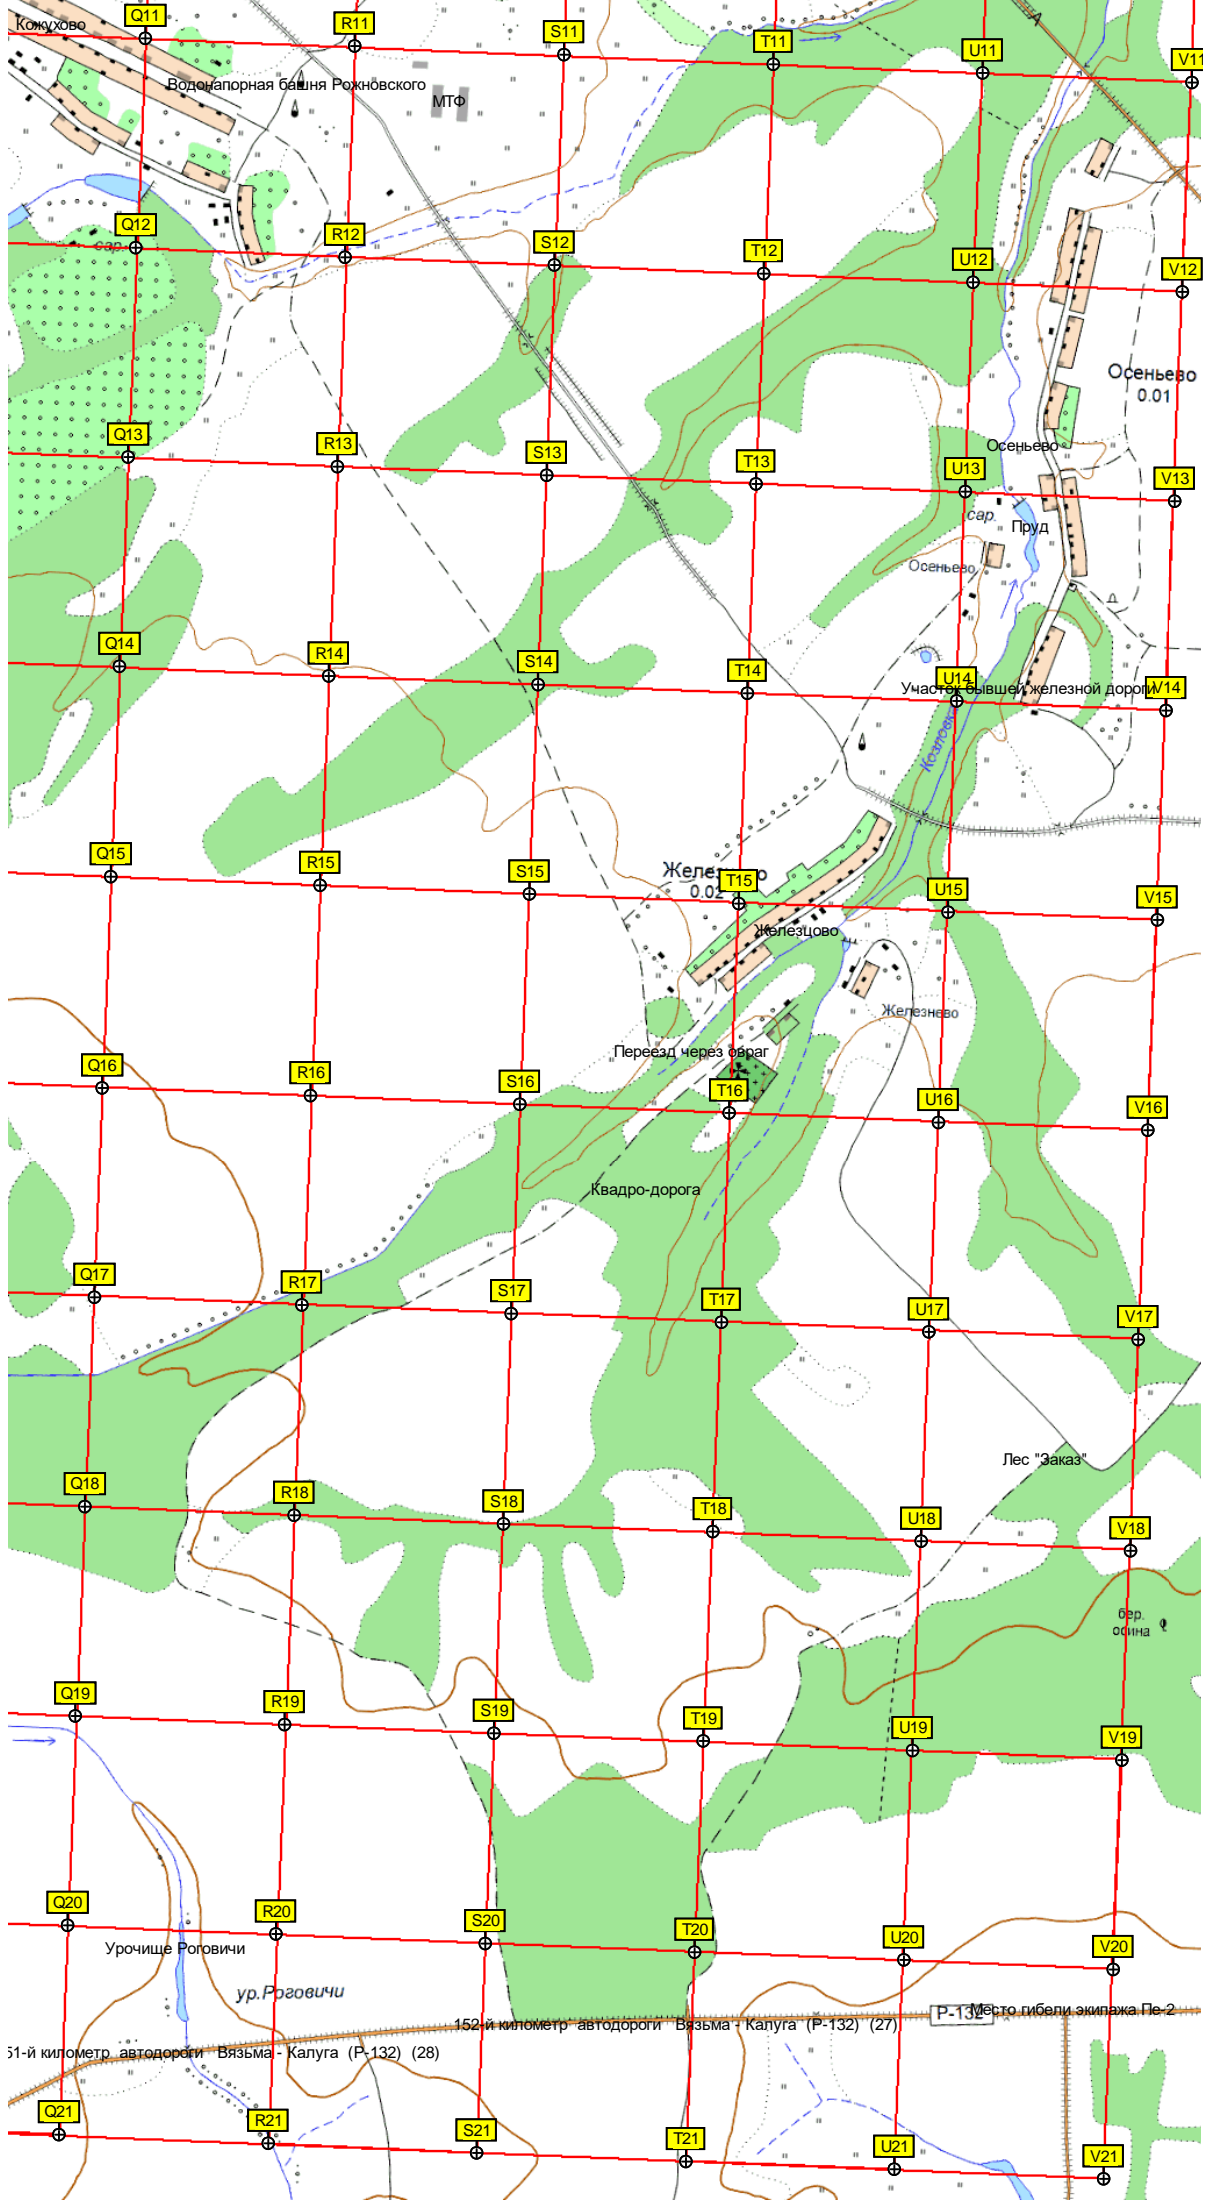 Кожухово
Q11
R11
S11
T11
U11
V11
Водонапорная башня Рожновского
МТФ
Q12
R12
S12
T12
U12
V12
сар.
Осеньево
0.01
Q13
R13
S13
T13
U13
V13
Осеньево
сар.
Пруд
Осеньево
Q14
R14
S14
T14
U14
V14
Участок бывшей железной дороги
Козловка
Q15
R15
S15
T15
U15
V15
0.02
Железцово
Железнево
Переезд через овраг
Q16
R16
S16
T16
U16
V16
Квадро-дорога
Q17
R17
S17
T17
U17
V17
Лес "Заказ"
Q18
R18
S18
T18
U18
V18
бер.
осина
Q19
R19
S19
T19
U19
V19
Q20
R20
S20
T20
U20
V20
Урочище Роговичи
ур.Роговичи
Р-132
Место гибели экипажа Пе-2
152-й километр автодороги Вязьма - Калуга (Р-132) (27)
51-й километр автодороги Вязьма - Калуга (Р-132) (28)
Q21
R21
S21
T21
U21
V21